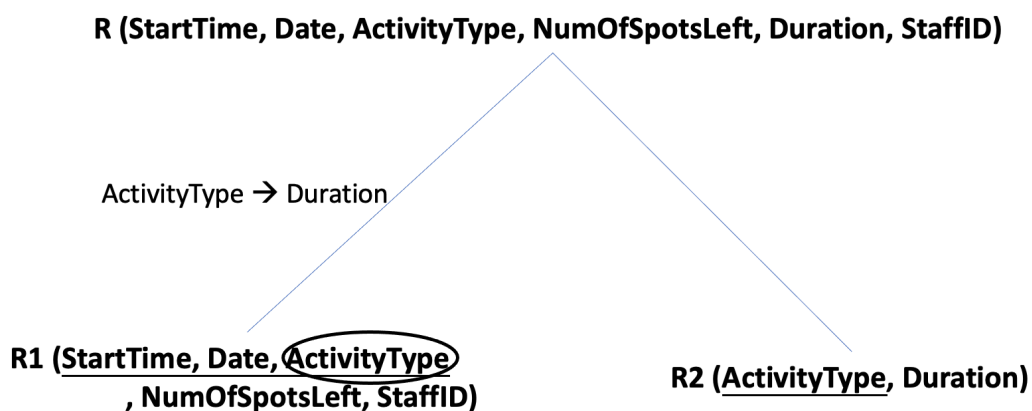 R (StartTime, Date, ActivityType, NumOfSpotsLeft, Duration, StaffID)
ActivityType → Duration
R1 (StartTime, Date, ActivityType
, NumOfSpotsLeft, StaffID)
R2 (ActivityType, Duration)